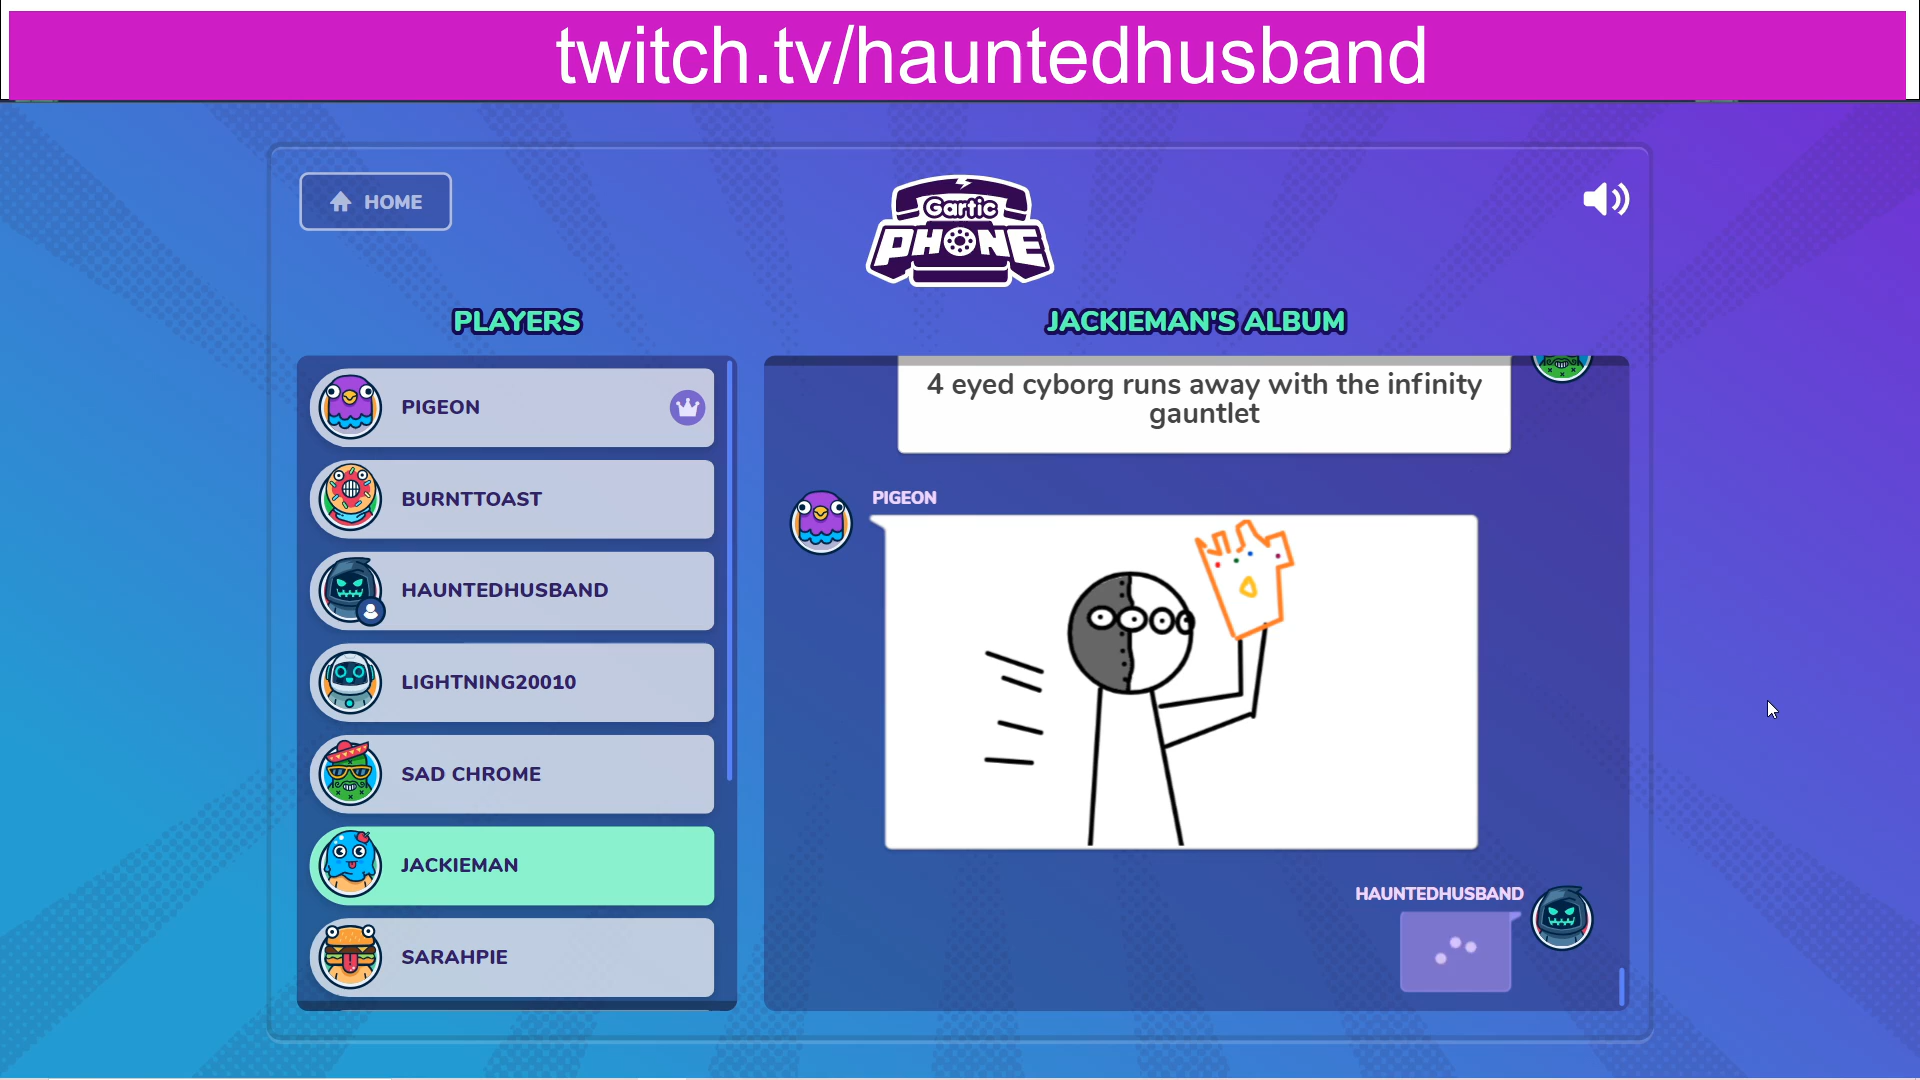 twitch.tv/hauntedhusband
HOME
Gartic
PHONE
PLAYERS
JACKIEMAN'S ALBUM
PIGEON
BURNTTOAST
HAUNTEDHUSBAND
LIGHTNING20010
SAD CHROME
JACKIEMAN
SARAHPIE
4 eyed cyborg runs away with the infinity
gauntlet
PIGEON
HAUNTEDHUSBAND